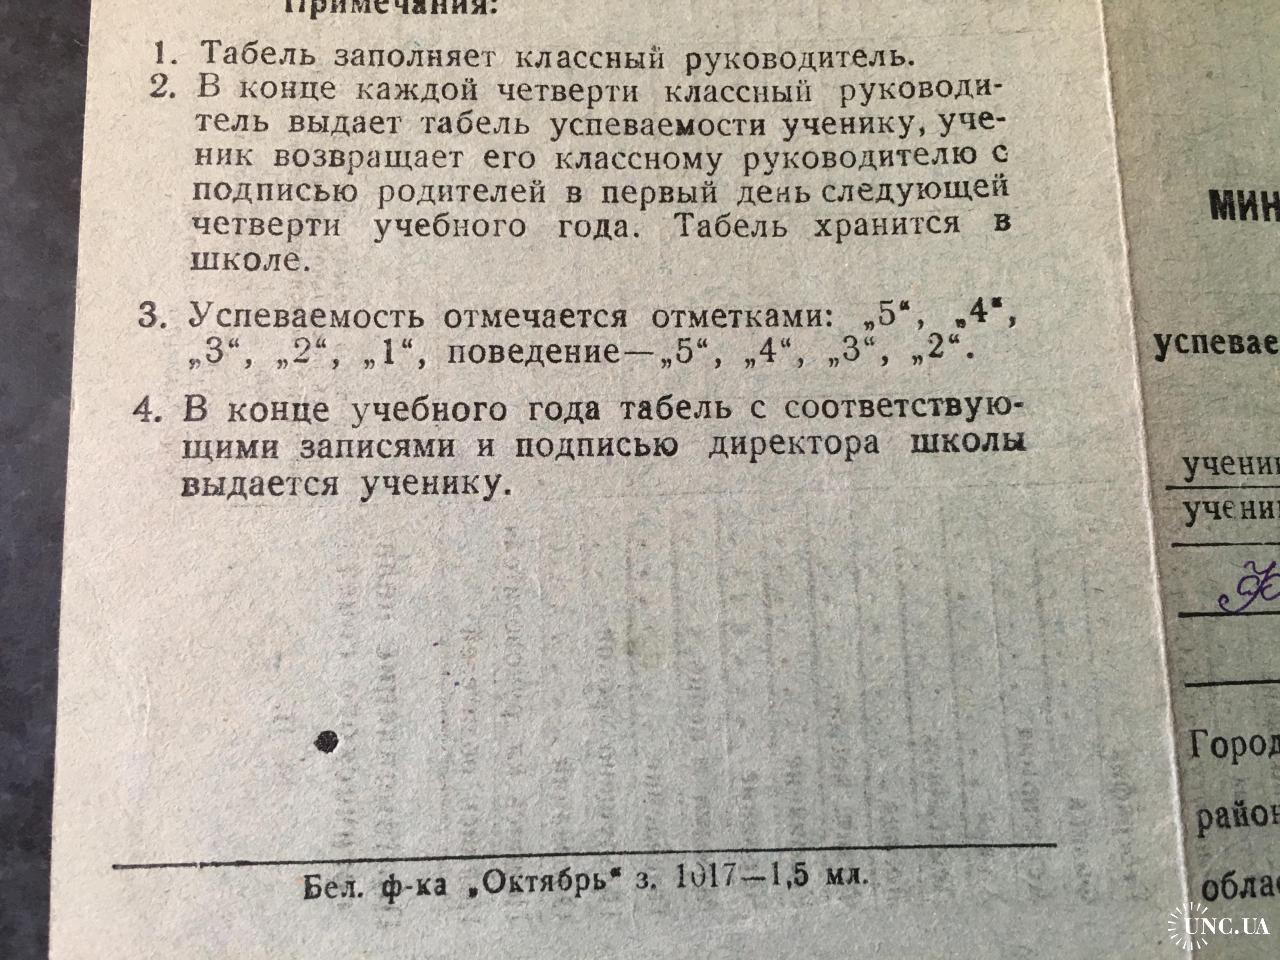 Примечания:
1. Табель заполняет классный руководитель.
2. В конце каждой четверти классный руководи-
тель выдает табель успеваемости ученику, уче-
ник возвращает его классному руководителю с
подписью родителей в первый день следующей
четверти учебного года. Табель хранится в
школе.
3. Успеваемость отмечается отметками: „5“, „4“,
„3“, „2“, „1“, поведение—„5“, „4“, „3“, „2“.
4. В конце учебного года табель с соответствую-
щими записями и подписью директора школы
выдается ученику.
Бел. ф-ка „Октябрь“ з. 1017—1,5 мл.
МИН
успевае
учени
учени
Город
район
облас
UNC.UA